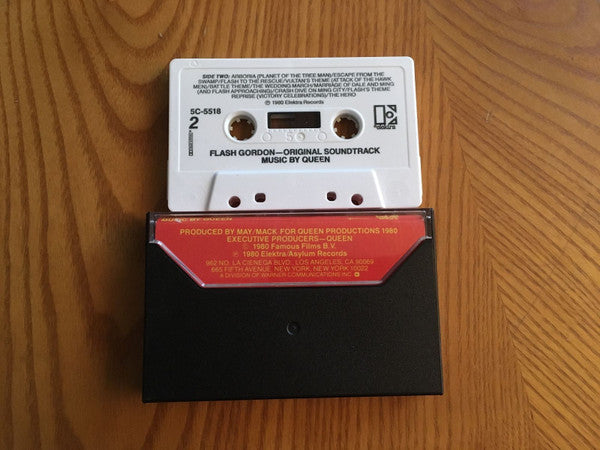 SIDE TWO: ARBORIA (PLANET OF THE TREE MAN)/ESCAPE FROM THE
SWAMP/FLASH TO THE RESCUE/VULTAN'S THEME (ATTACK OF THE HAWK
MEN)/BATTLE THEME/THE WEDDING MARCH/MARRIAGE OF DALE AND MING
(AND FLASH APPROACHING)/CRASH DIVE ON MING CITY/FLASH'S THEME
REPRISE (VICTORY CELEBRATIONS)/THE HERO
℗ 1980 Elektra Records
5C-5518
2
50
FLASH GORDON—ORIGINAL SOUNDTRACK
MUSIC BY QUEEN
MUSIC BY QUEEN
PRODUCED BY MAY/MACK FOR QUEEN PRODUCTIONS 1980
EXECUTIVE PRODUCERS—QUEEN
© 1980 Famous Films B.V.
℗ 1980 Elektra/Asylum Records
962 NO. LA CIENEGA BLVD., LOS ANGELES, CA 90069
665 FIFTH AVENUE, NEW YORK, NEW YORK 10022
A DIVISION OF WARNER COMMUNICATIONS INC.